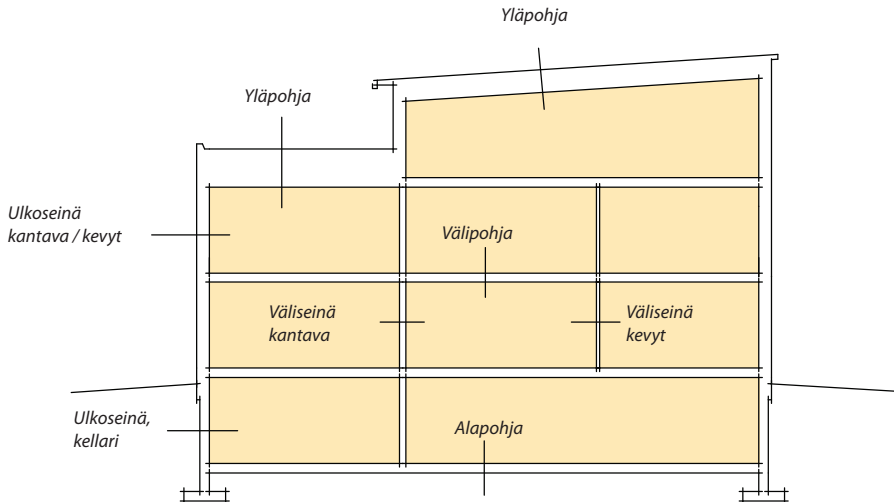 Yläpohja
Yläpohja
Ulkoseinä
kantava / kevyt
Välipohja
Väliseinä
kantava
Väliseinä
kevyt
Ulkoseinä,
kellari
Alapohja